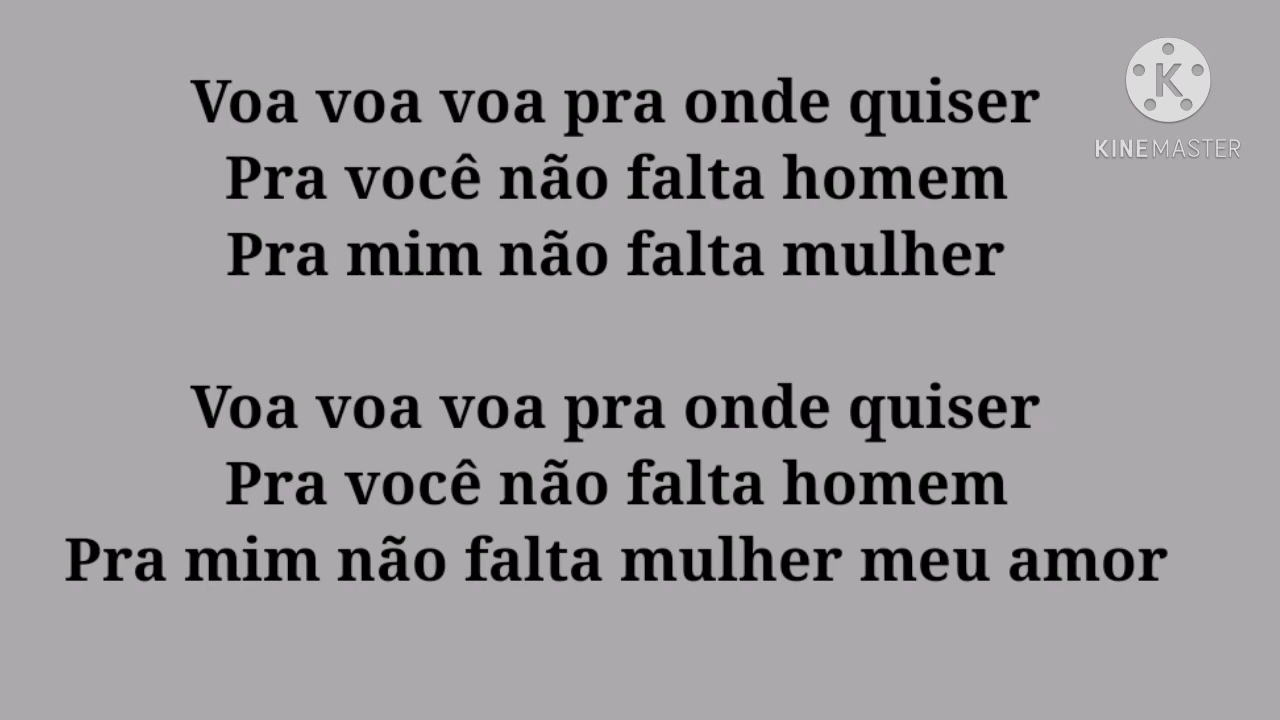 Voa voa voa pra onde quiser
Pra você não falta homem
Pra mim não falta mulher
Voa voa voa pra onde quiser
Pra você não falta homem
Pra mim não falta mulher meu amor
K
KINEMASTER